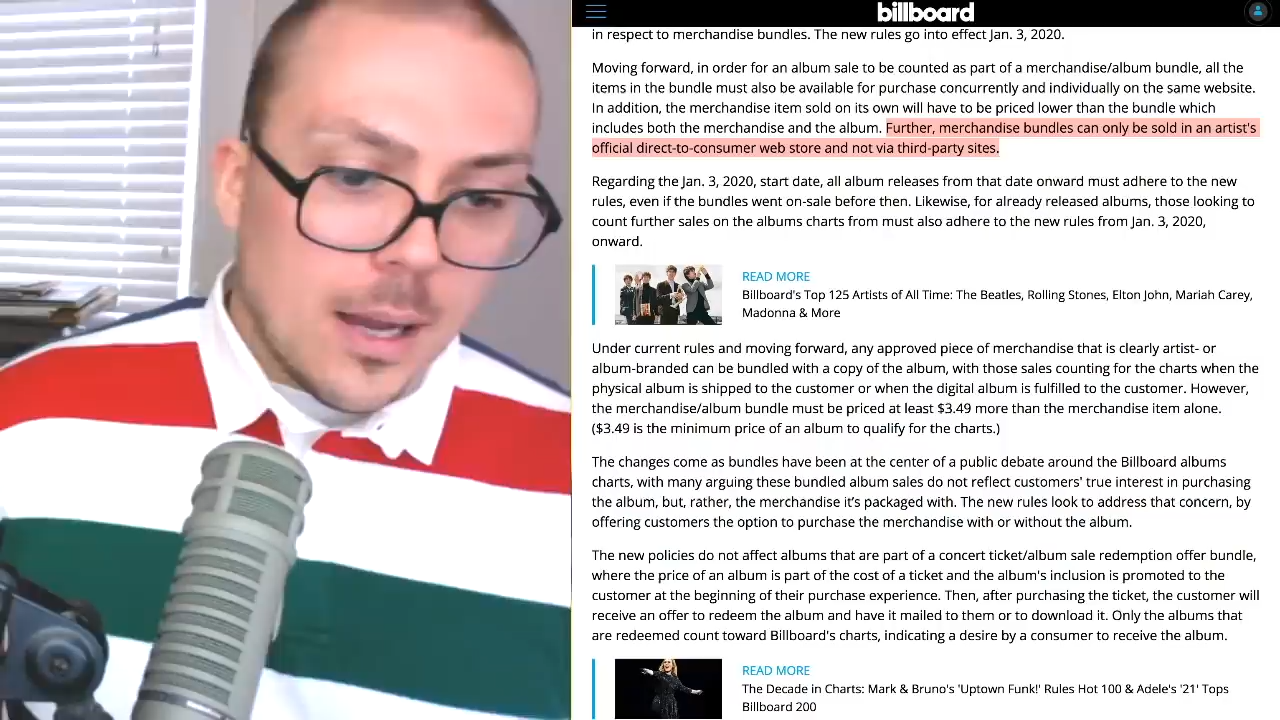 billboard
in respect to merchandise bundles. The new rules go into effect Jan. 3, 2020.
Moving forward, in order for an album sale to be counted as part of a merchandise/album bundle, all the
items in the bundle must also be available for purchase concurrently and individually on the same website.
In addition, the merchandise item sold on its own will have to be priced lower than the bundle which
includes both the merchandise and the album. Further, merchandise bundles can only be sold in an artist's
official direct-to-consumer web store and not via third-party sites.
Regarding the Jan. 3, 2020, start date, all album releases from that date onward must adhere to the new
rules, even if the bundles went on-sale before then. Likewise, for already released albums, those looking to
count further sales on the albums charts from must also adhere to the new rules from Jan. 3, 2020,
onward.
READ MORE
Billboard's Top 125 Artists of All Time: The Beatles, Rolling Stones, Elton John, Mariah Carey,
Madonna & More
Under current rules and moving forward, any approved piece of merchandise that is clearly artist- or
album-branded can be bundled with a copy of the album, with those sales counting for the charts when the
physical album is shipped to the customer or when the digital album is fulfilled to the customer. However,
the merchandise/album bundle must be priced at least $3.49 more than the merchandise item alone.
($3.49 is the minimum price of an album to qualify for the charts.)
The changes come as bundles have been at the center of a public debate around the Billboard albums
charts, with many arguing these bundled album sales do not reflect customers' true interest in purchasing
the album, but, rather, the merchandise it's packaged with. The new rules look to address that concern, by
offering customers the option to purchase the merchandise with or without the album.
The new policies do not affect albums that are part of a concert ticket/album sale redemption offer bundle,
where the price of an album is part of the cost of a ticket and the album's inclusion is promoted to the
customer at the beginning of their purchase experience. Then, after purchasing the ticket, the customer will
receive an offer to redeem the album and have it mailed to them or to download it. Only the albums that
are redeemed count toward Billboard's charts, indicating a desire by a consumer to receive the album.
READ MORE
The Decade in Charts: Mark & Bruno's 'Uptown Funk!' Rules Hot 100 & Adele's '21' Tops
Billboard 200